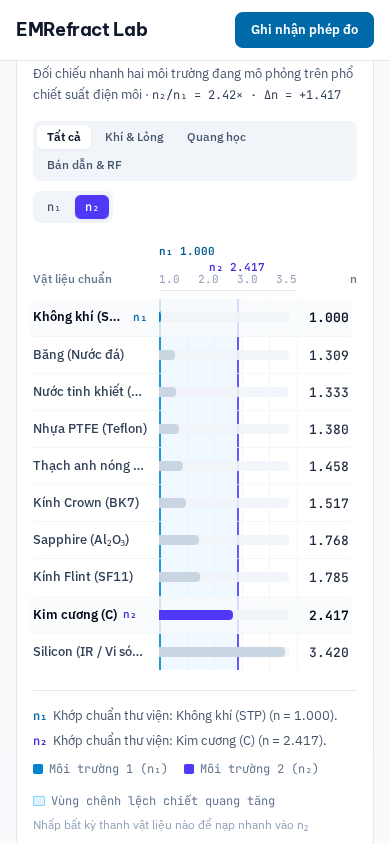 EMRefract Lab
Ghi nhận phép đo
Đối chiếu nhanh hai môi trường đang mô phỏng trên phổ
chiết suất điện môi · n₂/n₁ = 2.42× · Δn = +1.417
Tất cả Khí & Lỏng Quang học
Bán dẫn & RF
n₁ n₂
n₁ 1.000
n₂ 2.417
Vật liệu chuẩn 1.0 2.0 3.0 3.5 n
Không khí (S... n₁ 1.000
Băng (Nước đá) 1.309
Nước tinh khiết (... 1.333
Nhựa PTFE (Teflon) 1.380
Thạch anh nóng ... 1.458
Kính Crown (BK7) 1.517
Sapphire (Al₂O₃) 1.768
Kính Flint (SF11) 1.785
Kim cương (C) n₂ 2.417
Silicon (IR / Vi só... 3.420
n₁ Khớp chuẩn thư viện: Không khí (STP) (n = 1.000).
n₂ Khớp chuẩn thư viện: Kim cương (C) (n = 2.417).
Môi trường 1 (n₁) Môi trường 2 (n₂)
Vùng chênh lệch chiết quang tăng
Nhấp bất kỳ thanh vật liệu nào để nạp nhanh vào n₂